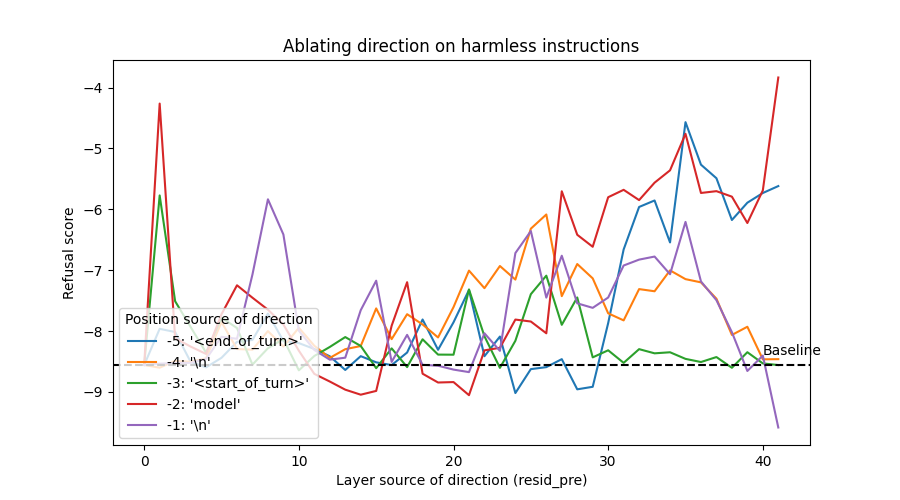 Ablating direction on harmless instructions
Refusal score
−4
−5
−6
−7
−8
−9
Position source of direction
-5: '<end_of_turn>'
-4: '\n'
-3: '<start_of_turn>'
-2: 'model'
-1: '\n'
Baseline
0
10
20
30
40
Layer source of direction (resid_pre)